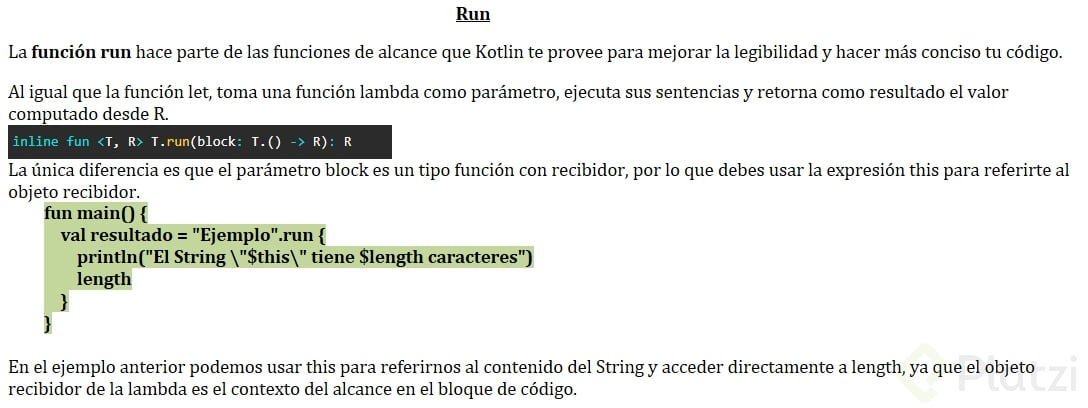 Run
La función run hace parte de las funciones de alcance que Kotlin te provee para mejorar la legibilidad y hacer más conciso tu código.
Al igual que la función let, toma una función lambda como parámetro, ejecuta sus sentencias y retorna como resultado el valor
computado desde R.
inline fun <T, R> T.run(block: T.() -> R): R
La única diferencia es que el parámetro block es un tipo función con recibidor, por lo que debes usar la expresión this para referirte al
objeto recibidor.
fun main() {
val resultado = "Ejemplo".run {
println("El String \"$this\" tiene $length caracteres")
length
}
}
En el ejemplo anterior podemos usar this para referirnos al contenido del String y acceder directamente a length, ya que el objeto
recibidor de la lambda es el contexto del alcance en el bloque de código.
Platzi